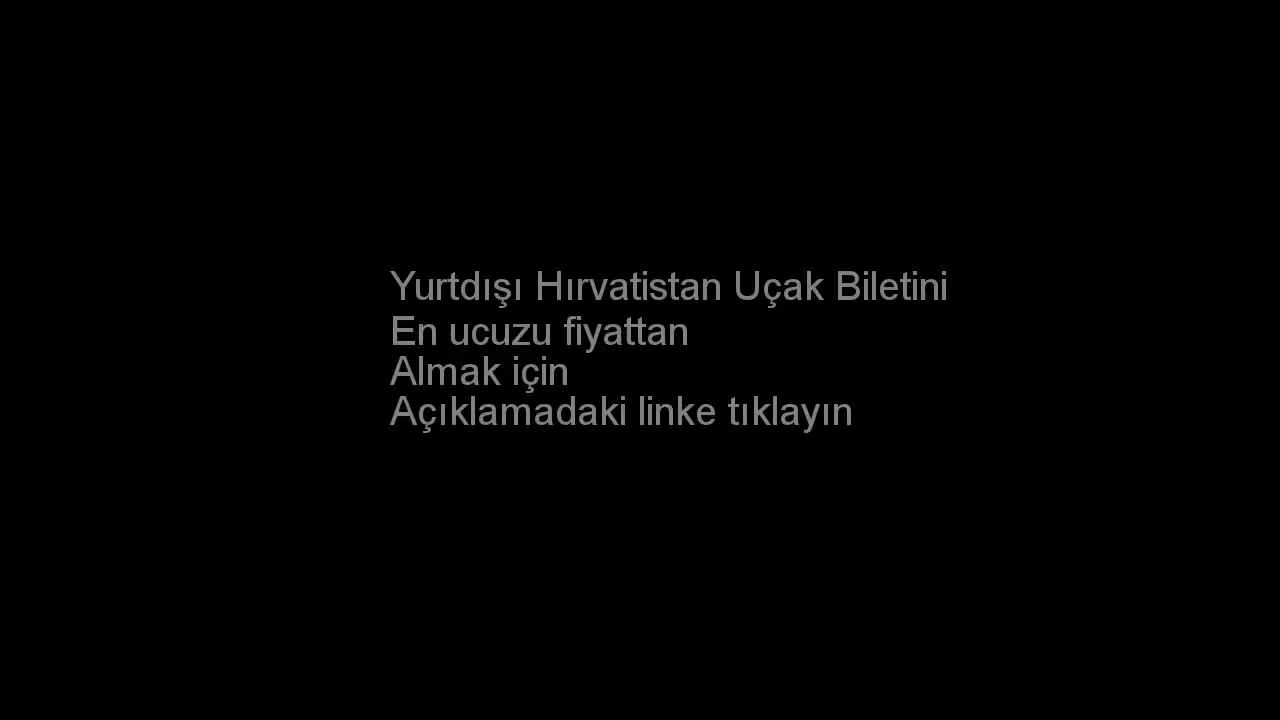 Yurtdışı Hırvatistan Uçak Biletini
En ucuzu fiyattan
Almak için
Açıklamadaki linke tıklayın